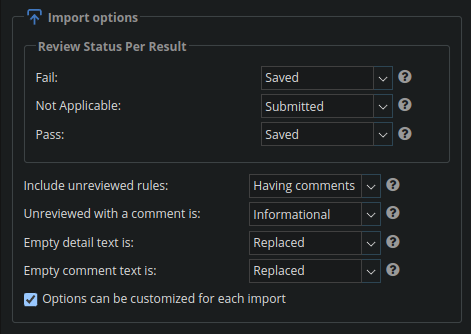 Import options
Review Status Per Result
Fail: Saved
Not Applicable: Submitted
Pass: Saved
Include unreviewed rules: Having comments
Unreviewed with a comment is: Informational
Empty detail text is: Replaced
Empty comment text is: Replaced
Options can be customized for each import